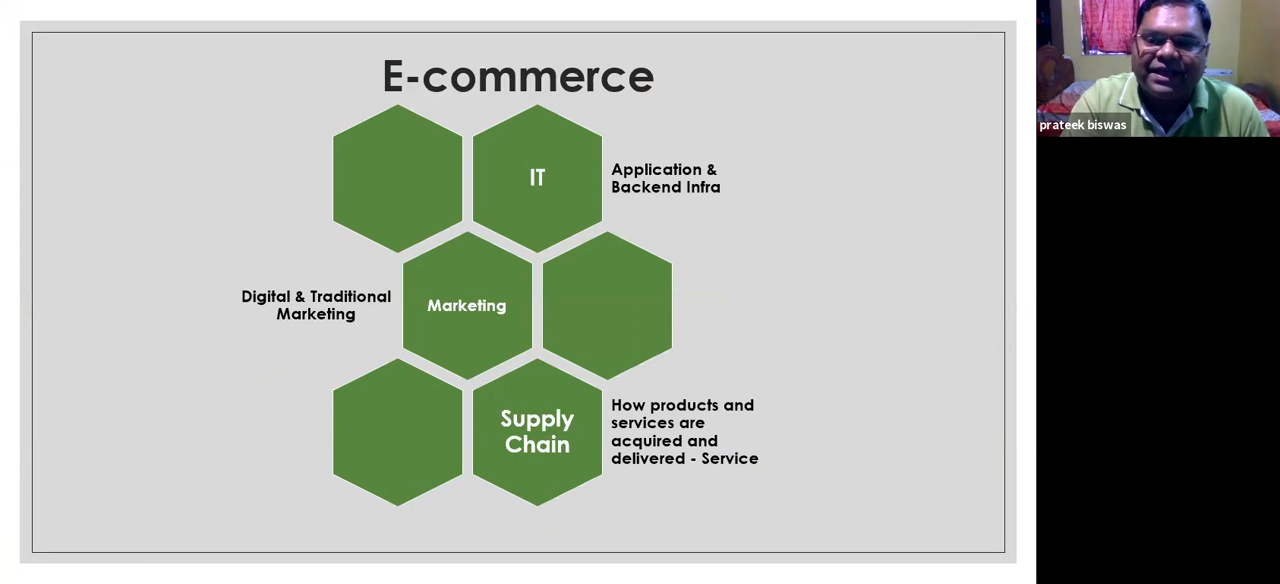 E-commerce
IT
Application &
Backend Infra
Digital & Traditional
Marketing
Marketing
Supply
Chain
How products and
services are
acquired and
delivered - Service
prateek biswas